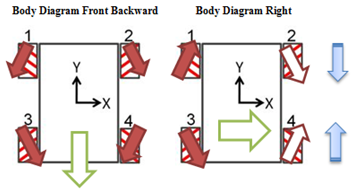 Body Diagram Front Backward
Body Diagram Right
1 2
Y
X
3 4
1 2
Y
X
3 4